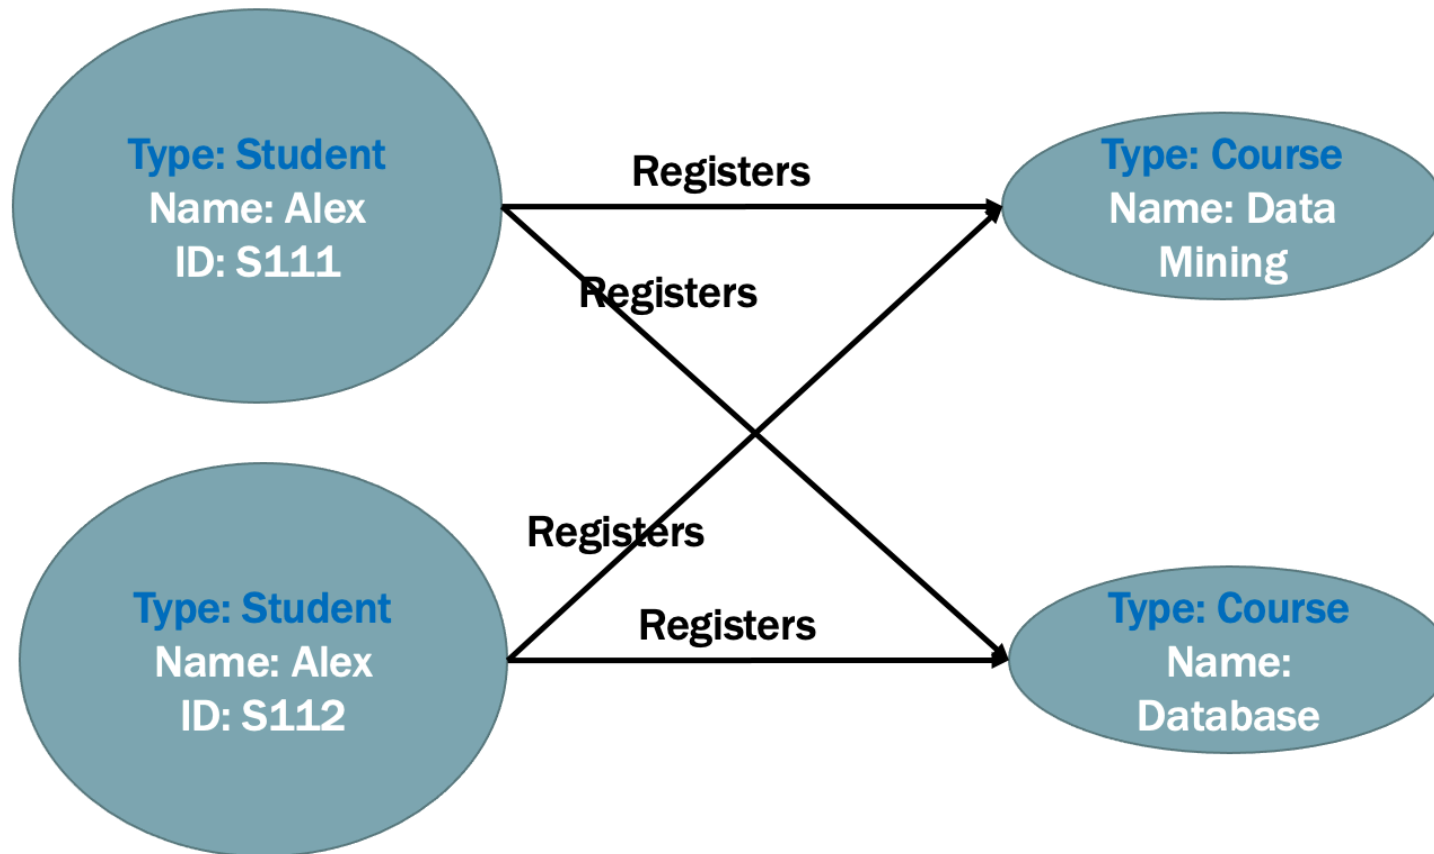 Type: Student
Name: Alex
ID: S111
Registers
Registers
Type: Course
Name: Data
Mining
Type: Student
Name: Alex
ID: S112
Registers
Registers
Type: Course
Name:
Database